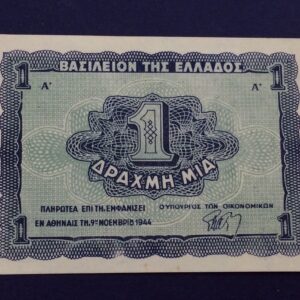 1 ΒΑΣΙΛΕΙΟΝ ΤΗΣ ΕΛΛΑΔΟΣ 1
Α' Α'
1
ΔΡΑΧΜΗ ΜΙΑ
ΠΛΗΡΩΤΕΑ ΕΠΙ ΤΗ, ΕΜΦΑΝΙΣΕΙ Ο ΥΠΟΥΡΓΟΣ ΤΩΝ ΟΙΚΟΝΟΜΙΚΩΝ
ΕΝ ΑΘΗΝΑΙΣ ΤΗ, 9Η ΝΟΕΜΒΡΙΟΥ 1944
1 1